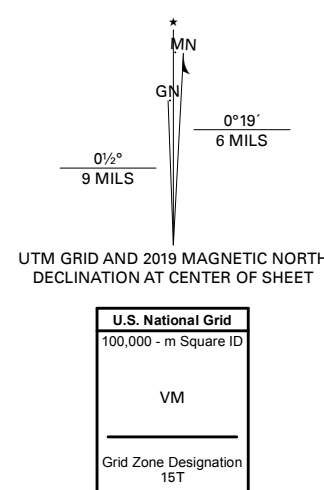 ★
MN
GN
0°19´
6 MILS
0½°
9 MILS
UTM GRID AND 2019 MAGNETIC NORTH
DECLINATION AT CENTER OF SHEET
U.S. National Grid
100,000 - m Square ID
VM
Grid Zone Designation
15T